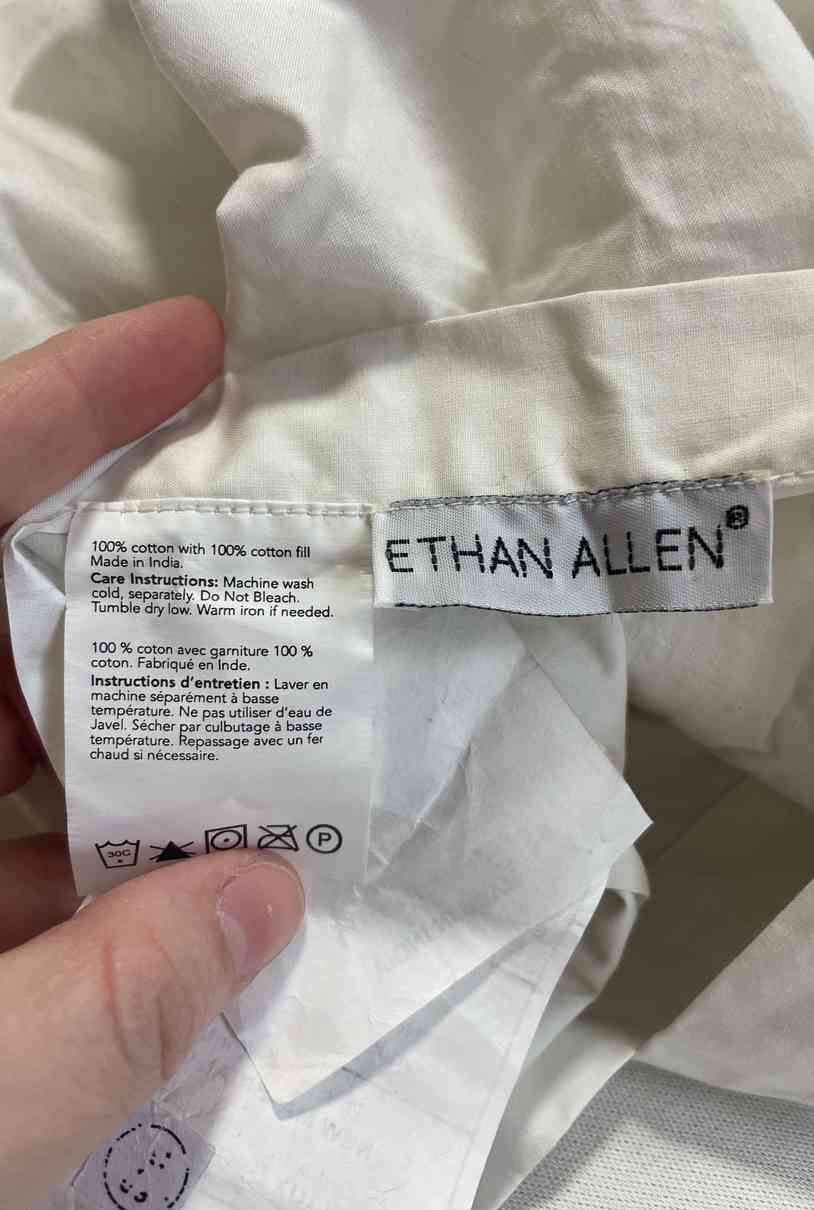 100% cotton with 100% cotton fill
Made in India.
Care Instructions: Machine wash
cold, separately. Do Not Bleach.
Tumble dry low. Warm iron if needed.
100 % coton avec garniture 100 %
coton. Fabriqué en Inde.
Instructions d'entretien : Laver en
machine séparément à basse
température. Ne pas utiliser d'eau de
Javel. Sécher par culbutage à basse
température. Repassage avec un fer
chaud si nécessaire.
30C
P
ETHAN ALLEN®